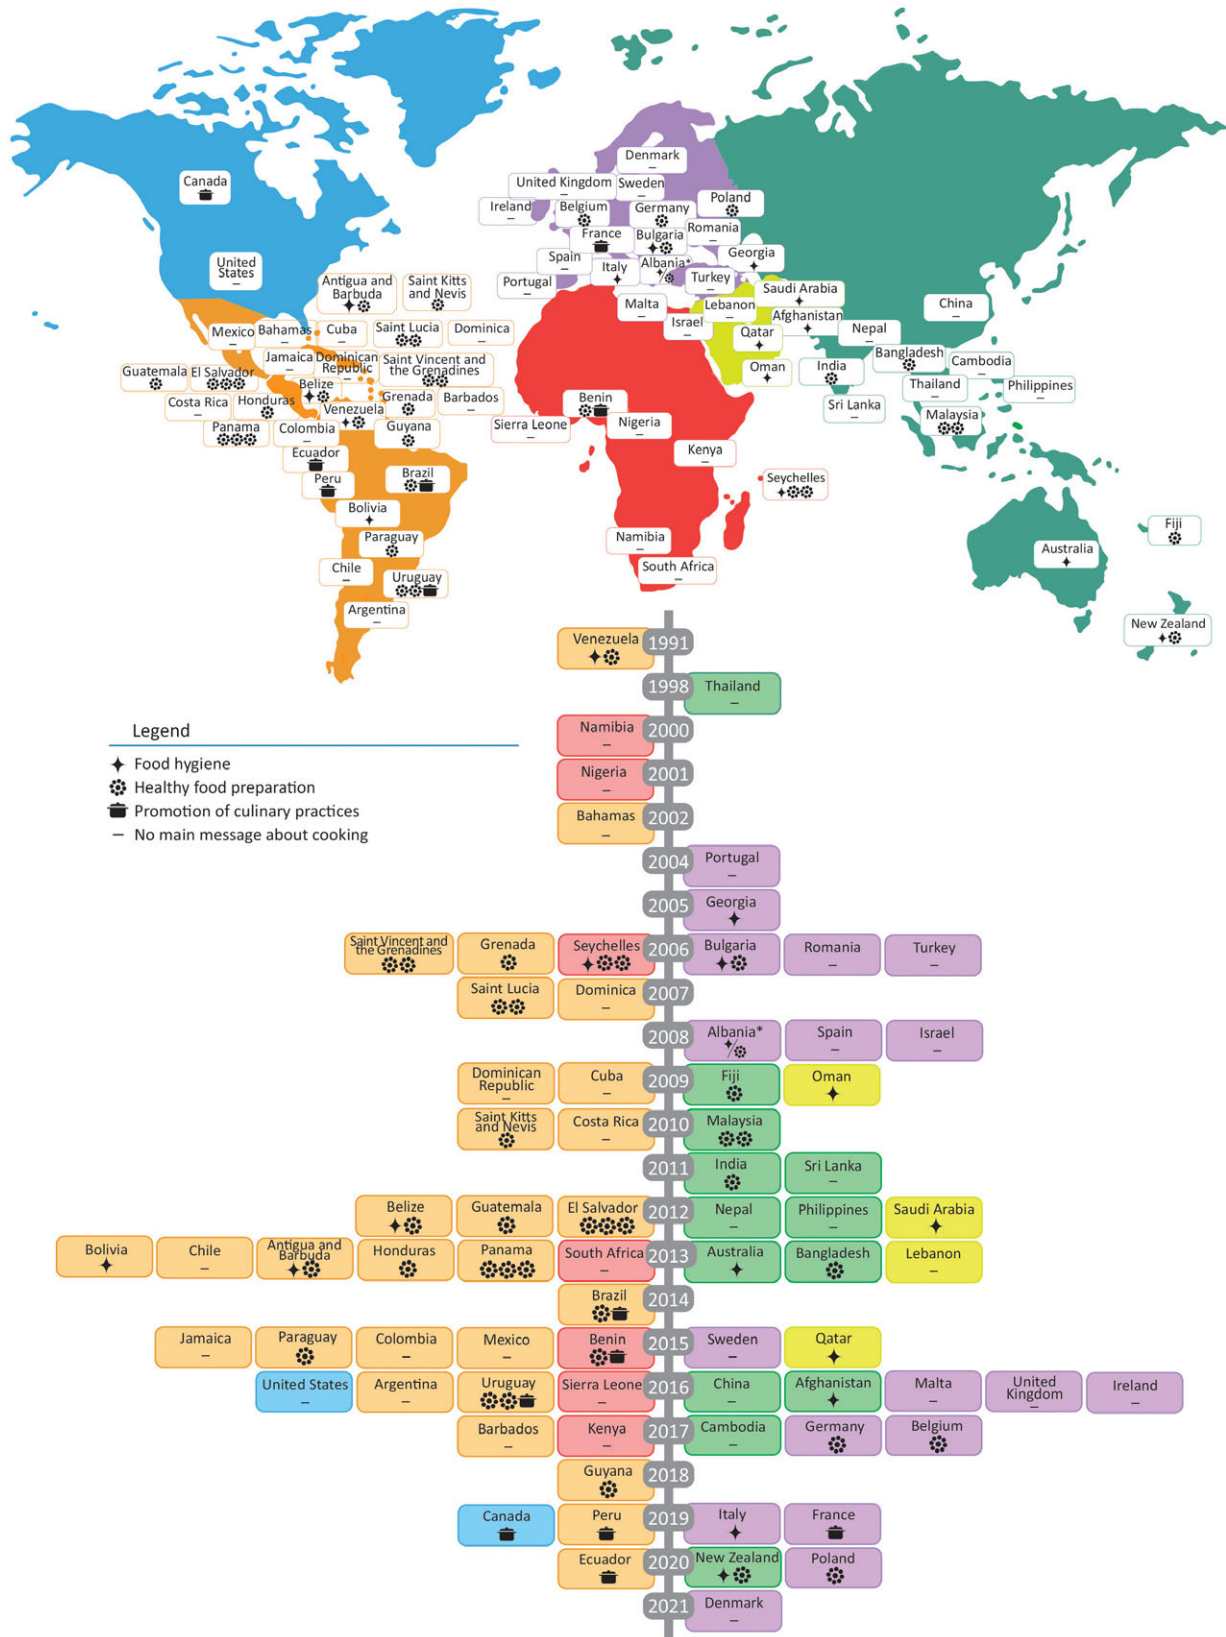 Canada
United States
–
Denmark
–
United Kingdom
–
Sweden
–
Ireland
–
Belgium
Germany
Poland
France
Bulgaria
Romania
–
Spain
–
Italy
Albania*
Georgia
Portugal
–
Turkey
–
Malta
–
Israel
–
Lebanon
–
Saudi Arabia
Afghanistan
Qatar
Oman
China
–
Nepal
–
India
Bangladesh
Cambodia
–
Thailand
–
Philippines
–
Sri Lanka
–
Malaysia
Antigua and
Barbuda
Saint Kitts
and Nevis
Mexico
–
Bahamas
–
Cuba
–
Saint Lucia
Dominica
–
Jamaica
–
Dominican
Republic
–
Saint Vincent and
the Grenadines
Guatemala
El Salvador
Belize
Costa Rica
–
Honduras
Venezuela
Grenada
Barbados
–
Panama
Colombia
–
Guyana
Ecuador
Peru
Brazil
Bolivia
Paraguay
Chile
–
Uruguay
Argentina
–
Benin
Sierra Leone
–
Nigeria
–
Kenya
–
Seychelles
Namibia
–
South Africa
–
Australia
Fiji
New Zealand
Legend
Food hygiene
Healthy food preparation
Promotion of culinary practices
– No main message about cooking
Venezuela 1991
1998 Thailand
–
Namibia 2000
–
Nigeria 2001
–
Bahamas 2002
–
2004 Portugal
–
2005 Georgia
Saint Vincent and
the Grenadines
Grenada Seychelles 2006 Bulgaria Romania Turkey
– –
Saint Lucia Dominica 2007
–
2008 Albania* Spain Israel
– –
Dominican
Republic
–
Cuba 2009 Fiji Oman
–
Saint Kitts
and Nevis
Costa Rica 2010 Malaysia
–
2011 India Sri Lanka
–
Belize Guatemala El Salvador 2012 Nepal Philippines Saudi Arabia
– –
Bolivia Chile
–
Antigua and
Barbuda
Honduras Panama South Africa 2013 Australia Bangladesh Lebanon
– –
Brazil 2014
Jamaica Paraguay Colombia Mexico Benin 2015 Sweden Qatar
– – – –
United States Argentina Uruguay Sierra Leone 2016 China Afghanistan Malta
– – – – –
United
Kingdom
–
Ireland
–
Barbados Kenya 2017 Cambodia Germany Belgium
– – –
Guyana 2018
Canada Peru 2019 Italy France
Ecuador 2020 New Zealand Poland
2021 Denmark
–